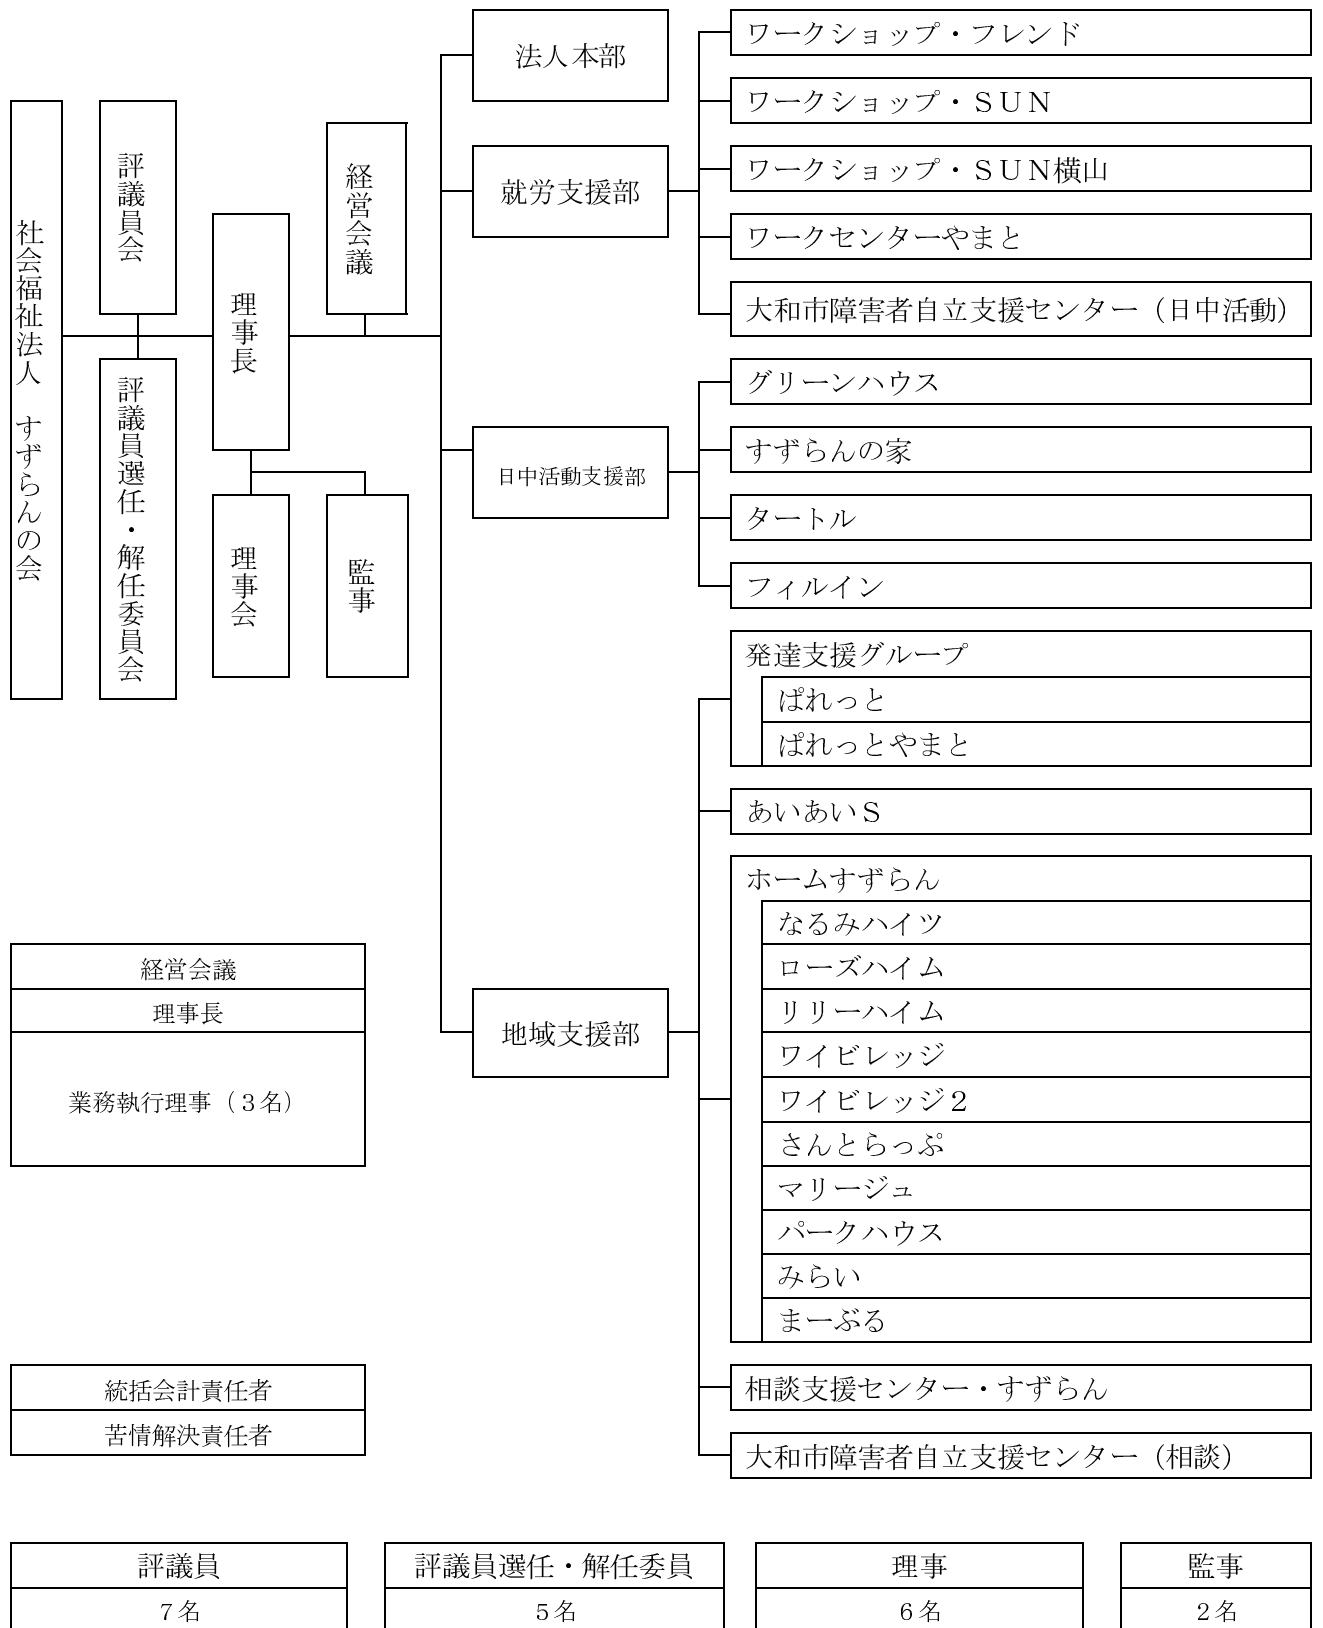 社会福祉法人　すずらんの会
評議員会
評議員選任・解任委員会
理事長
理事会
監事
経営会議
法人本部
就労支援部
ワークショップ・フレンド
ワークショップ・ＳＵＮ
ワークショップ・ＳＵＮ横山
ワークセンターやまと
大和市障害者自立支援センター（日中活動）
日中活動支援部
グリーンハウス
すずらんの家
タートル
フィルイン
地域支援部
発達支援グループ
ぱれっと
ぱれっとやまと
あいあいＳ
ホームすずらん
なるみハイツ
ローズハイム
リリーハイム
ワイビレッジ
ワイビレッジ２
さんとらっぷ
マリージュ
パークハウス
みらい
まーぶる
相談支援センター・すずらん
大和市障害者自立支援センター（相談）
経営会議
理事長
業務執行理事（３名）
統括会計責任者
苦情解決責任者
評議員
７名
評議員選任・解任委員
５名
理事
６名
監事
２名